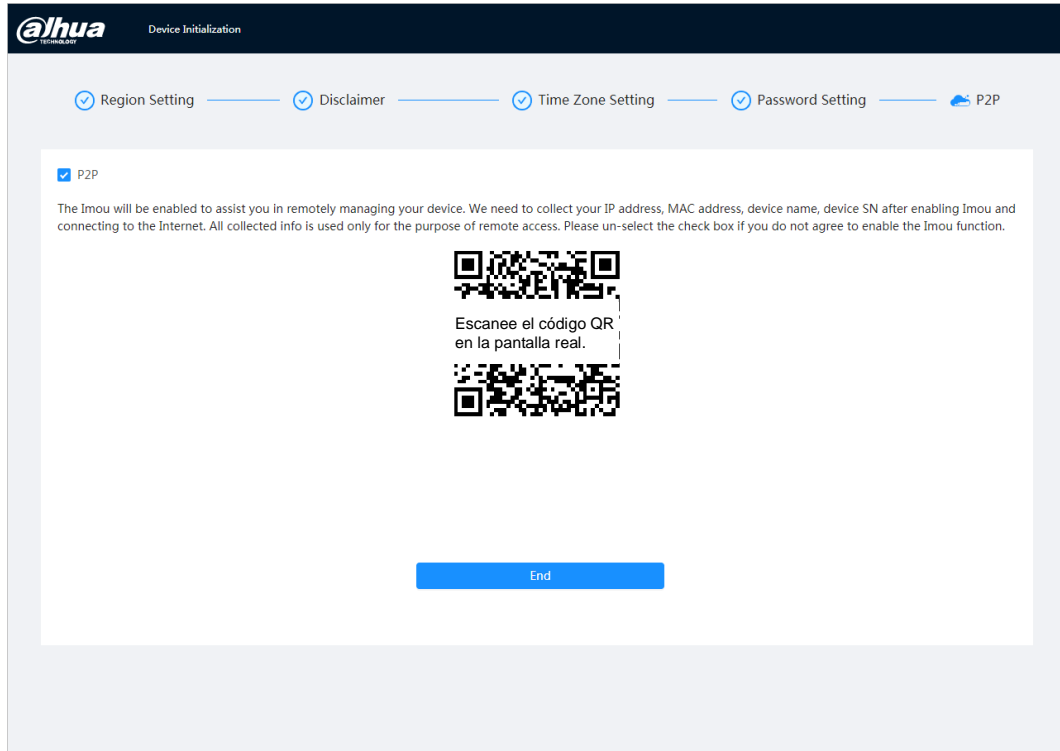 alhua
TECHNOLOGY
Device Initialization
Region Setting
Disclaimer
Time Zone Setting
Password Setting
P2P
P2P
The Imou will be enabled to assist you in remotely managing your device. We need to collect your IP address, MAC address, device name, device SN after enabling Imou and
connecting to the Internet. All collected info is used only for the purpose of remote access. Please un-select the check box if you do not agree to enable the Imou function.
Escanee el código QR
en la pantalla real.
End